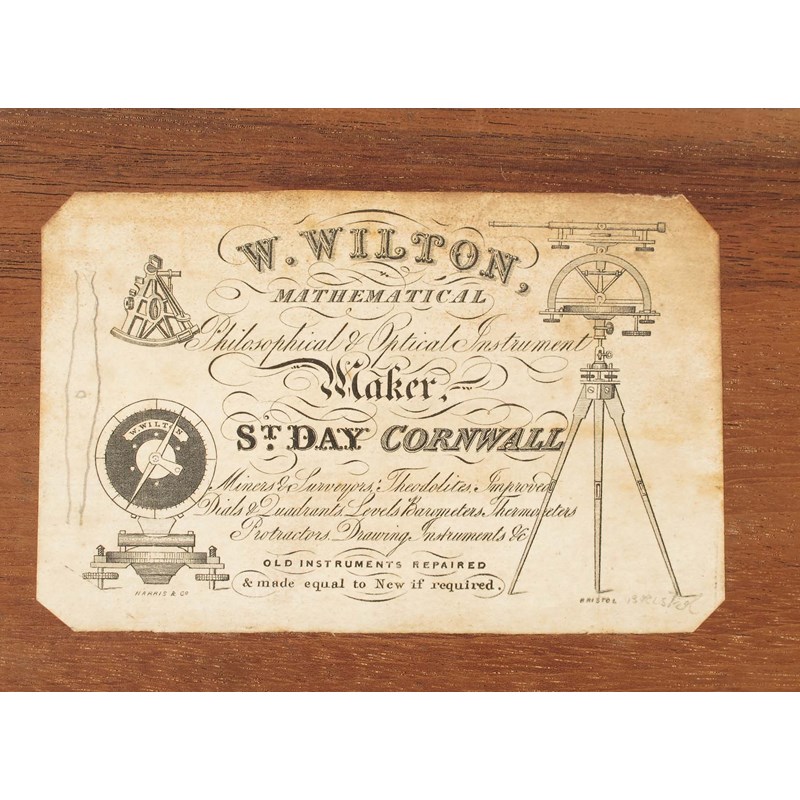 W. WILTON,
MATHEMATICAL
Philosophical & Optical Instrument
Maker,
ST. DAY CORNWALL
W. WILTON
Miners & Surveyors, Theodolites, Improved
Dials & Quadrants, Levels, Barometers, Thermometers
Protractors, Drawing Instruments &c
OLD INSTRUMENTS REPAIRED
& made equal to New if required.
HARRIS & Co
BRISTOL
Bristol